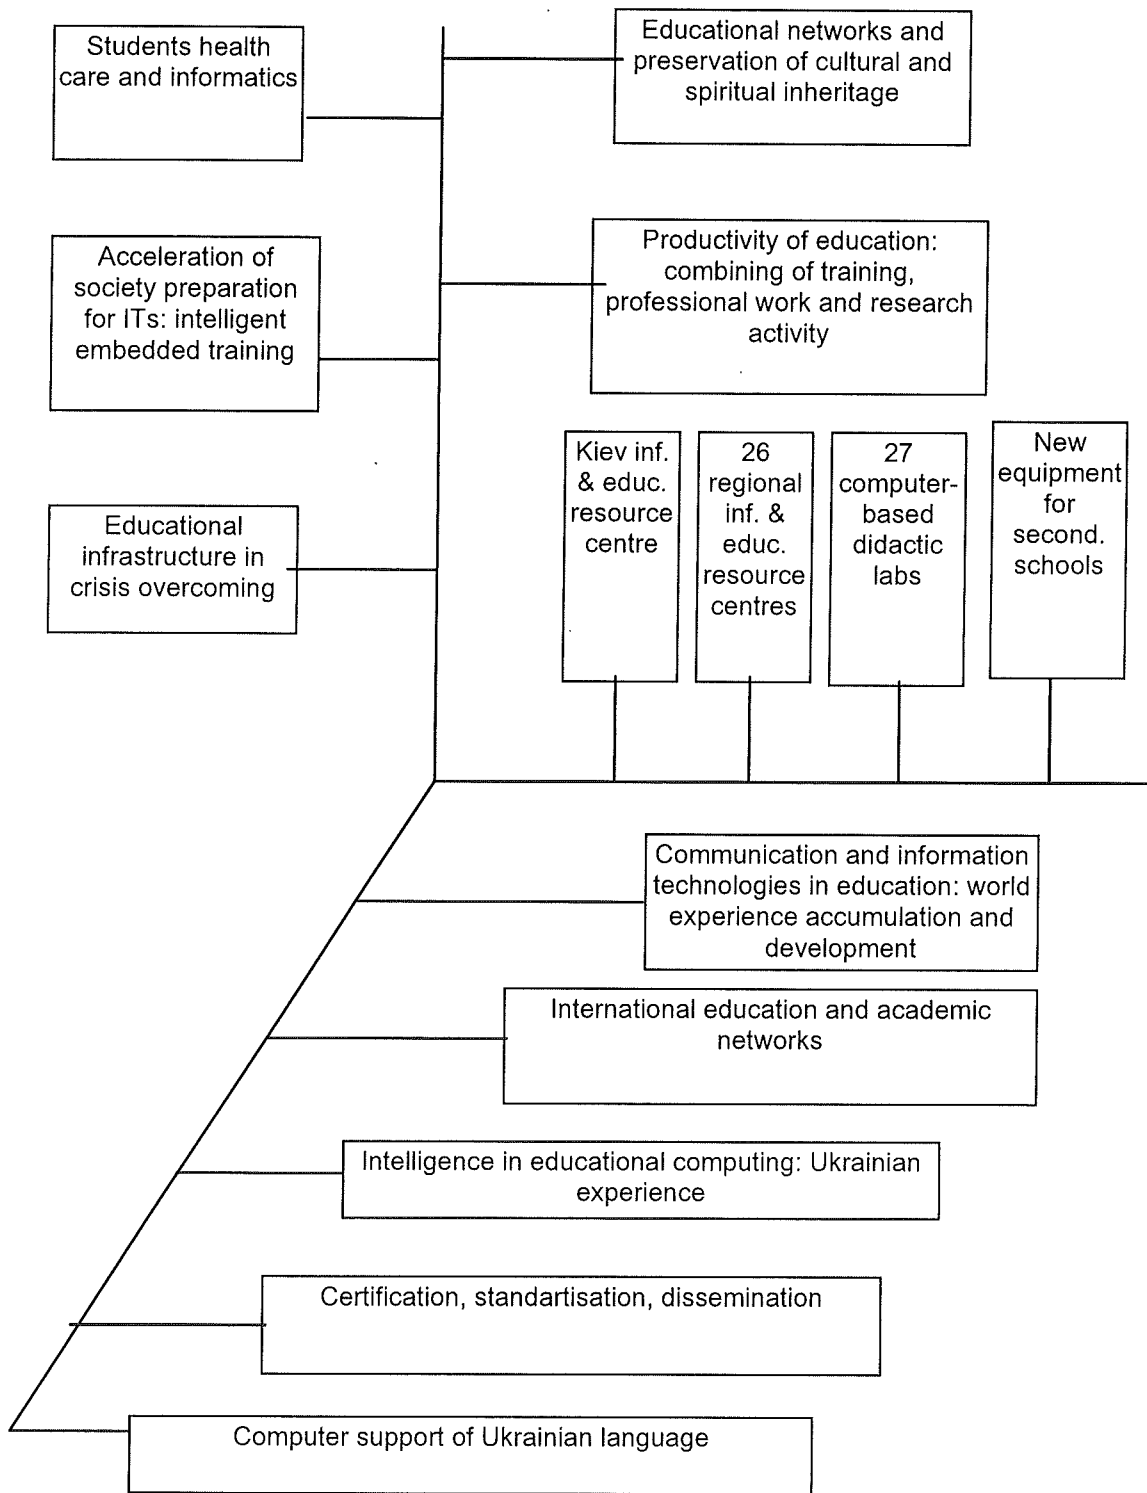 Students health
care and informatics
Educational networks and
preservation of cultural and
spiritual inheritage
Acceleration of
society preparation
for ITs: intelligent
embedded training
Productivity of education:
combining of training,
professional work and research
activity
Educational
infrastructure in
crisis overcoming
Kiev inf.
& educ.
resource
centre
26
regional
inf. &
educ.
resource
centres
27
computer-
based
didactic
labs
New
equipment
for
second.
schools
Communication and information
technologies in education: world
experience accumulation and
development
International education and academic
networks
Intelligence in educational computing: Ukrainian
experience
Certification, standartisation, dissemination
Computer support of Ukrainian language